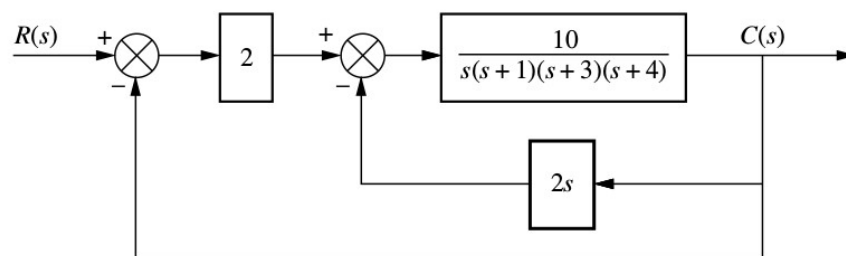 R(s)
+
−
2
+
−
10
s(s + 1)(s + 3)(s + 4)
C(s)
2s